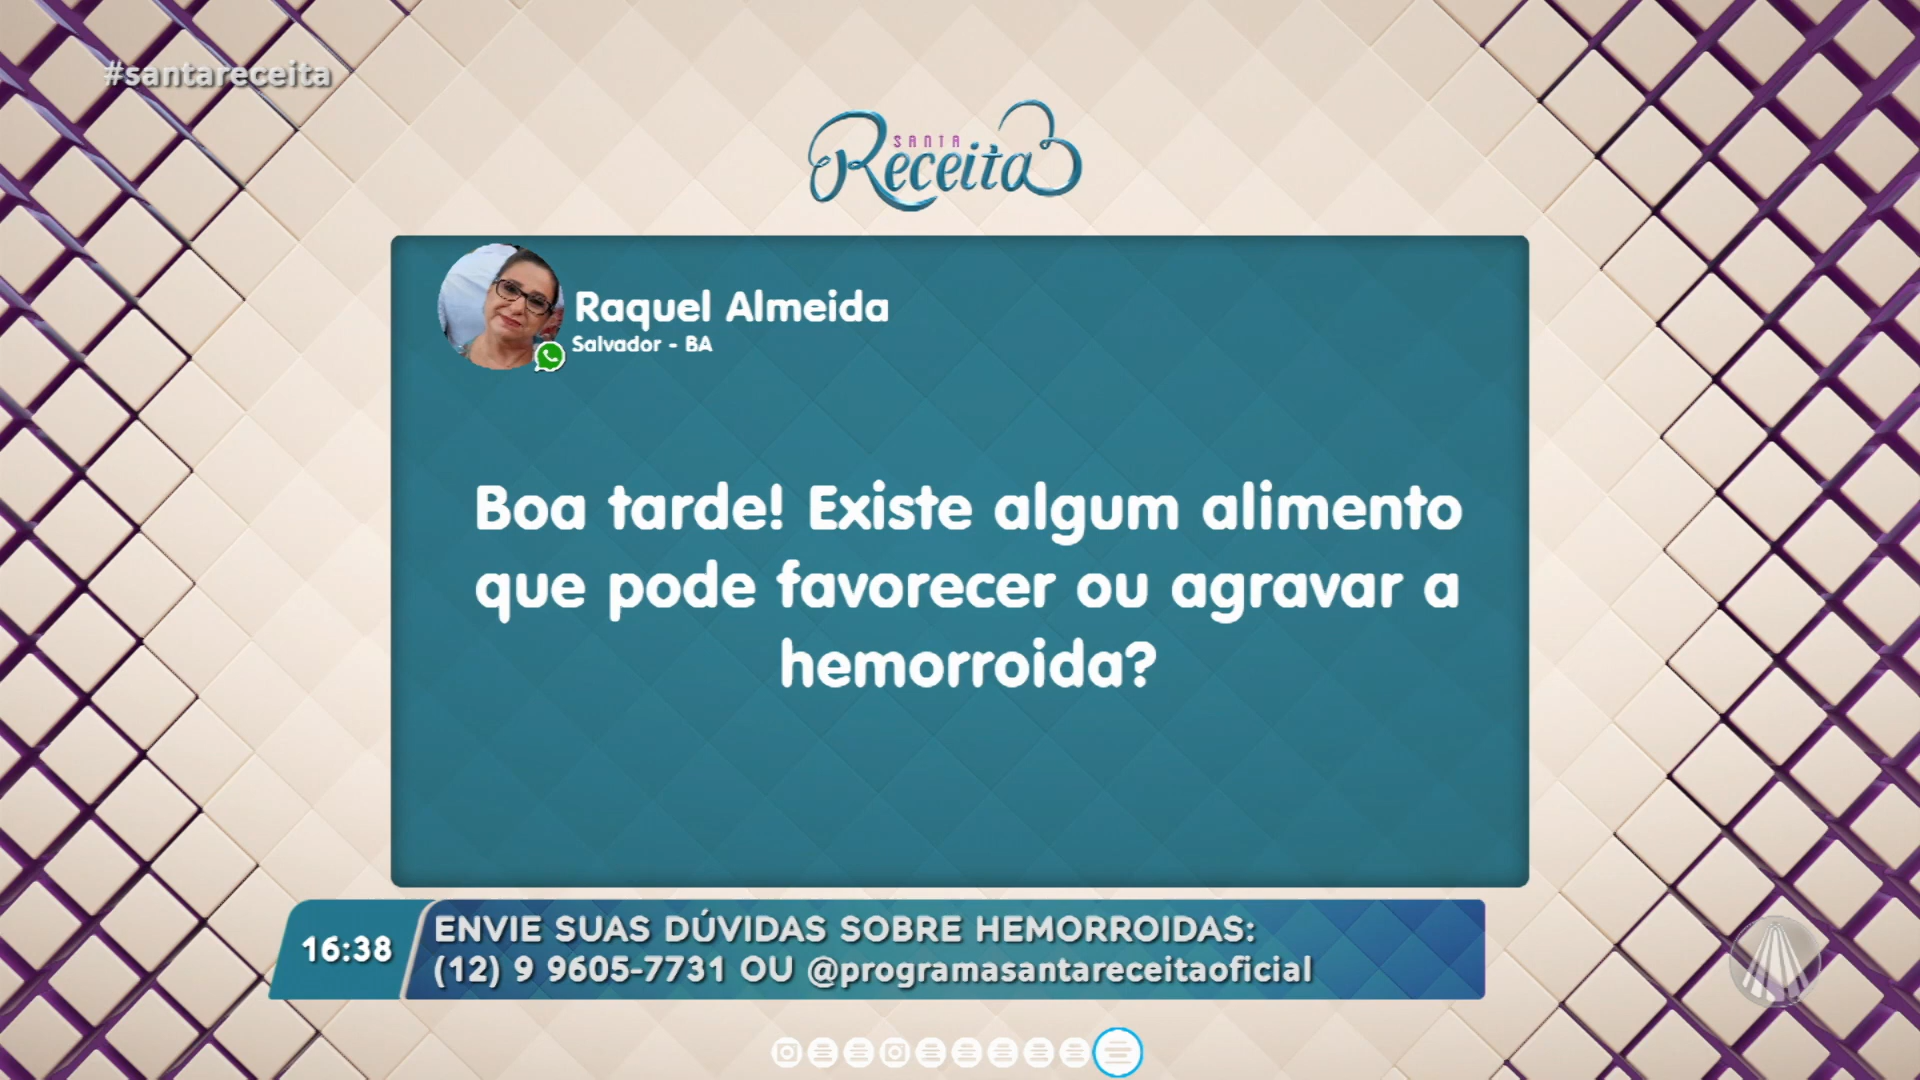 #santareceita
SANTA
Receita
Raquel Almeida
Salvador - BA
Boa tarde! Existe algum alimento
que pode favorecer ou agravar a
hemorroida?
16:38
ENVIE SUAS DÚVIDAS SOBRE HEMORROIDAS:
(12) 9 9605-7731 OU @programasantareceitaoficial